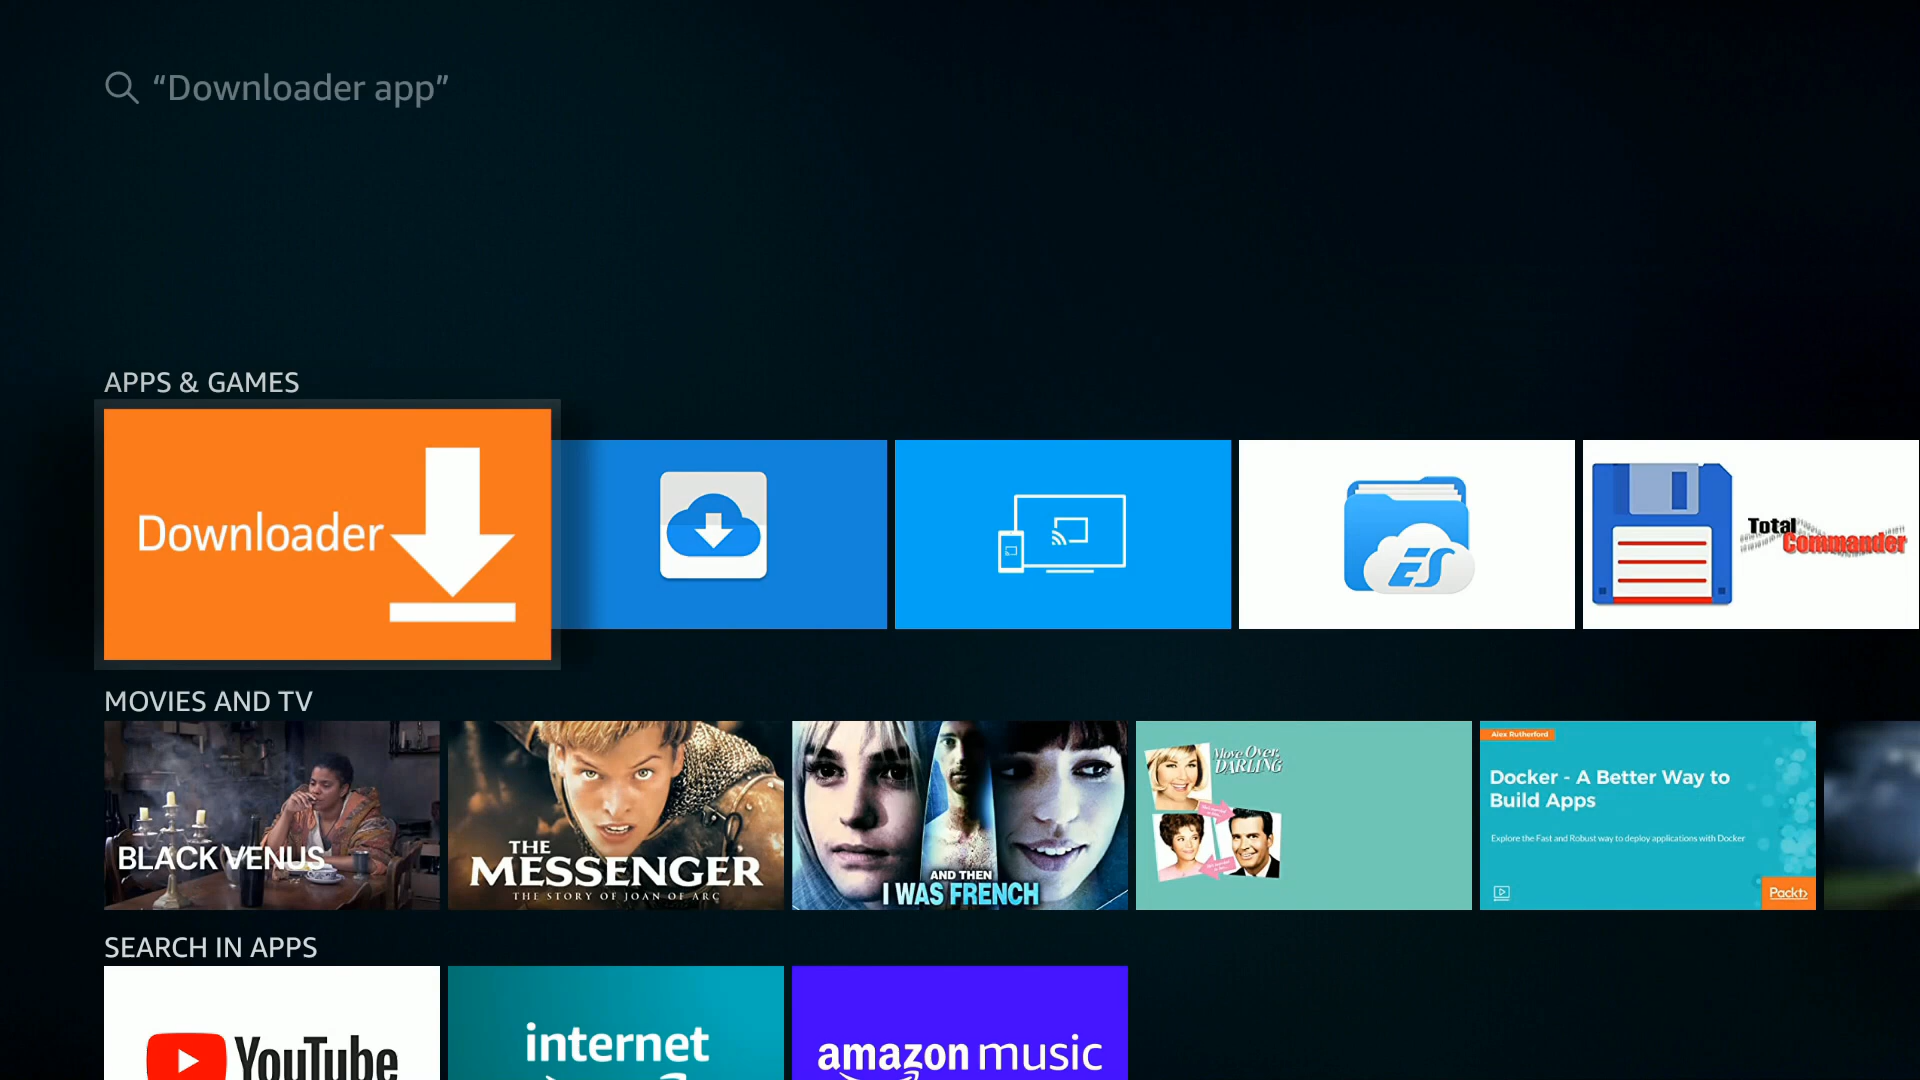 “Downloader app”
APPS & GAMES
Downloader
ES
Total
Commander
MOVIES AND TV
BLACK VENUS
THE
MESSENGER
THE STORY OF JOAN OF ARC
AND THEN
I WAS FRENCH
Move Over,
DARLING
Alex Rutherford
Docker - A Better Way to
Build Apps
Explore the Fast and Robust way to deploy applications with Docker
Packt>
SEARCH IN APPS
YouTube
internet
amazon music